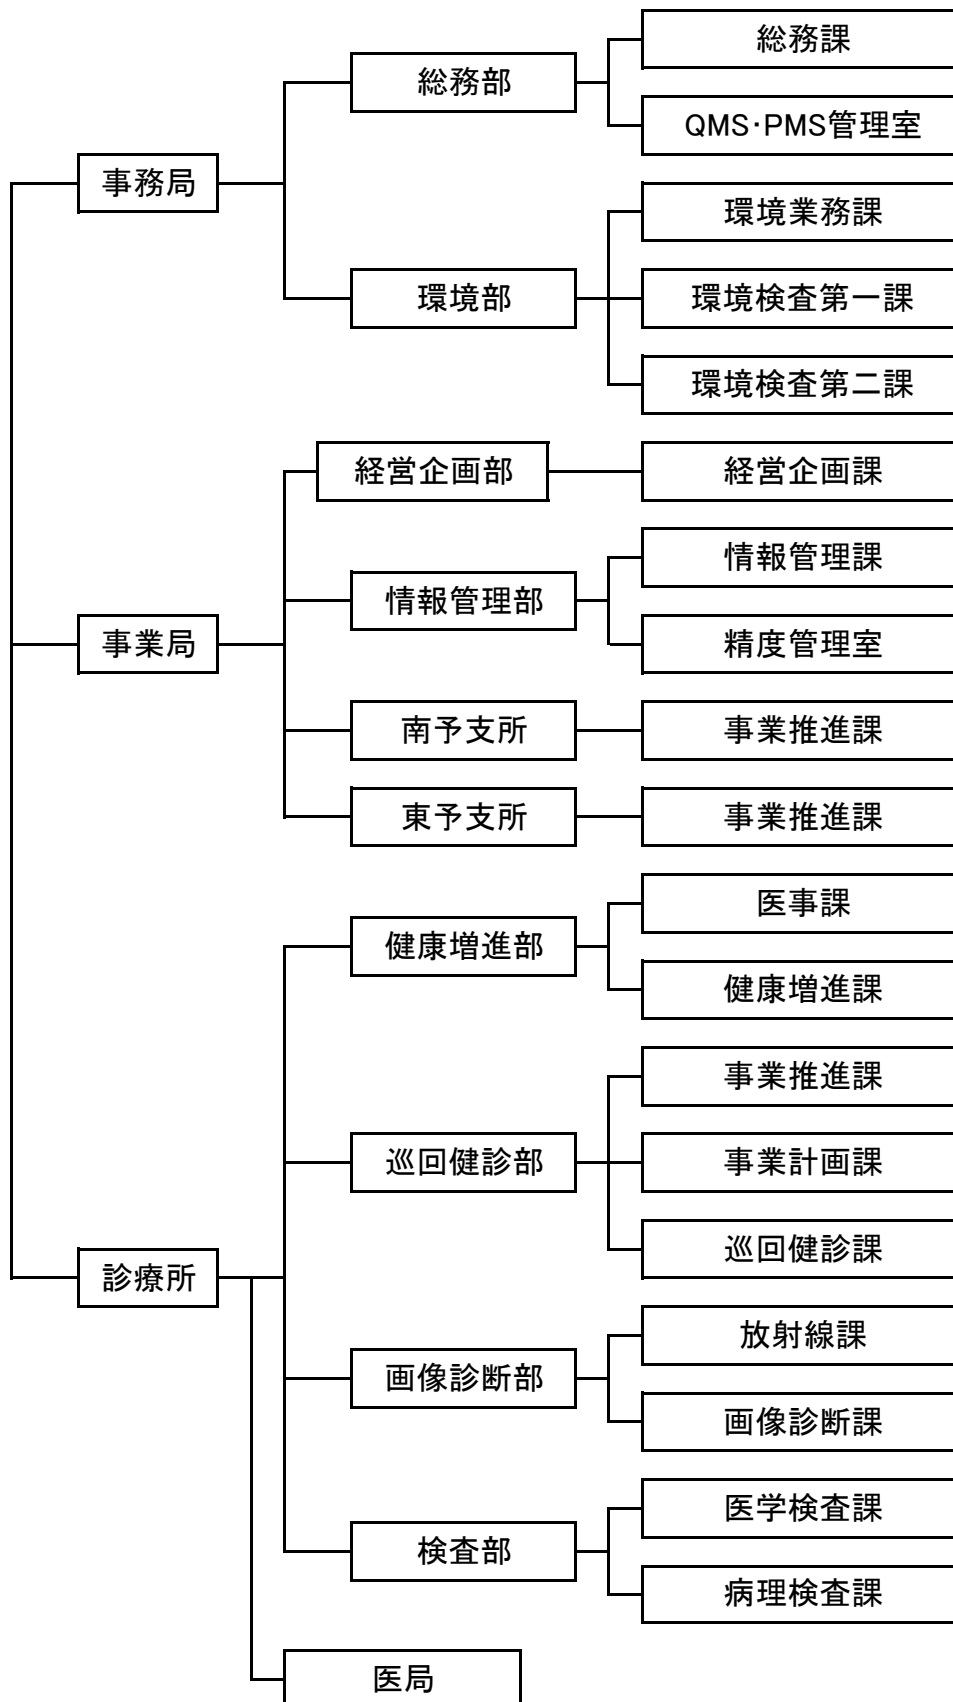 総務課
総務部
QMS・PMS管理室
事務局
環境業務課
環境部
環境検査第一課
環境検査第二課
経営企画部
経営企画課
情報管理課
情報管理部
事業局
精度管理室
南予支所
事業推進課
東予支所
事業推進課
医事課
健康増進部
健康増進課
事業推進課
巡回健診部
事業計画課
巡回健診課
診療所
放射線課
画像診断部
画像診断課
医学検査課
検査部
病理検査課
医局